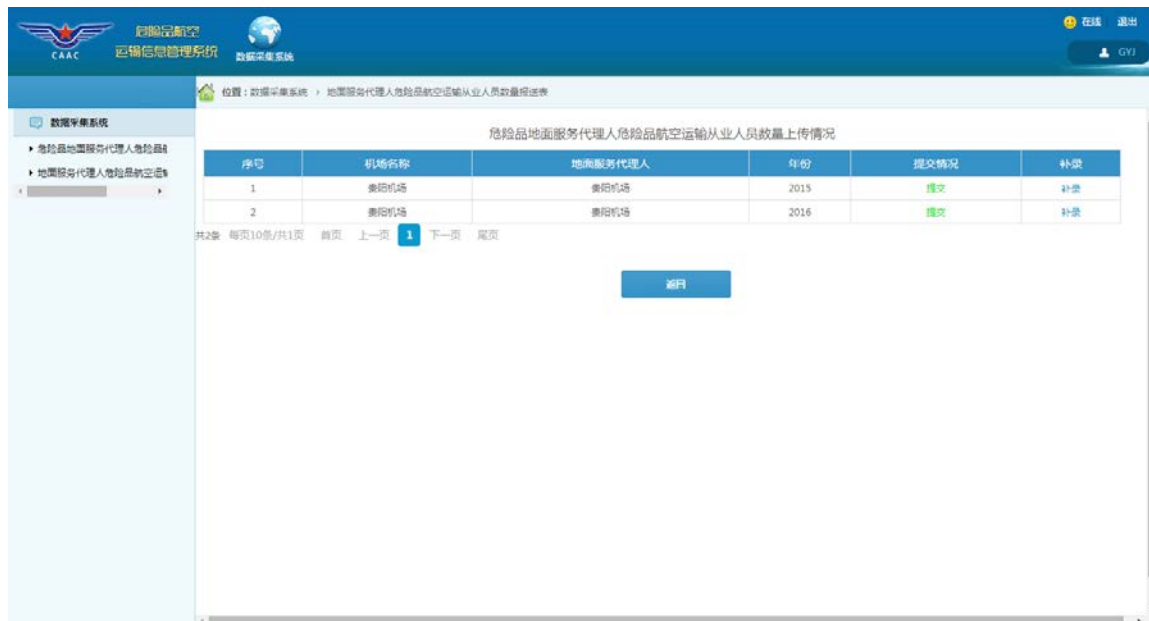 危险品航空
运输信息管理系统
CAAC
数据采集系统
在线 退出
GYJ
位置：数据采集系统 › 地面服务代理人危险品航空运输从业人员数量报送表
数据采集系统
危险品地面服务代理人危险品
地面服务代理人危险品航空运
危险品地面服务代理人危险品航空运输从业人员数量上传情况
序号 机场名称 地面服务代理人 年份 提交情况 补录
1 贵阳机场 贵阳机场 2015 提交 补录
2 贵阳机场 贵阳机场 2016 提交 补录
共2条 每页10条/共1页 首页 上一页 1 下一页 尾页
返回